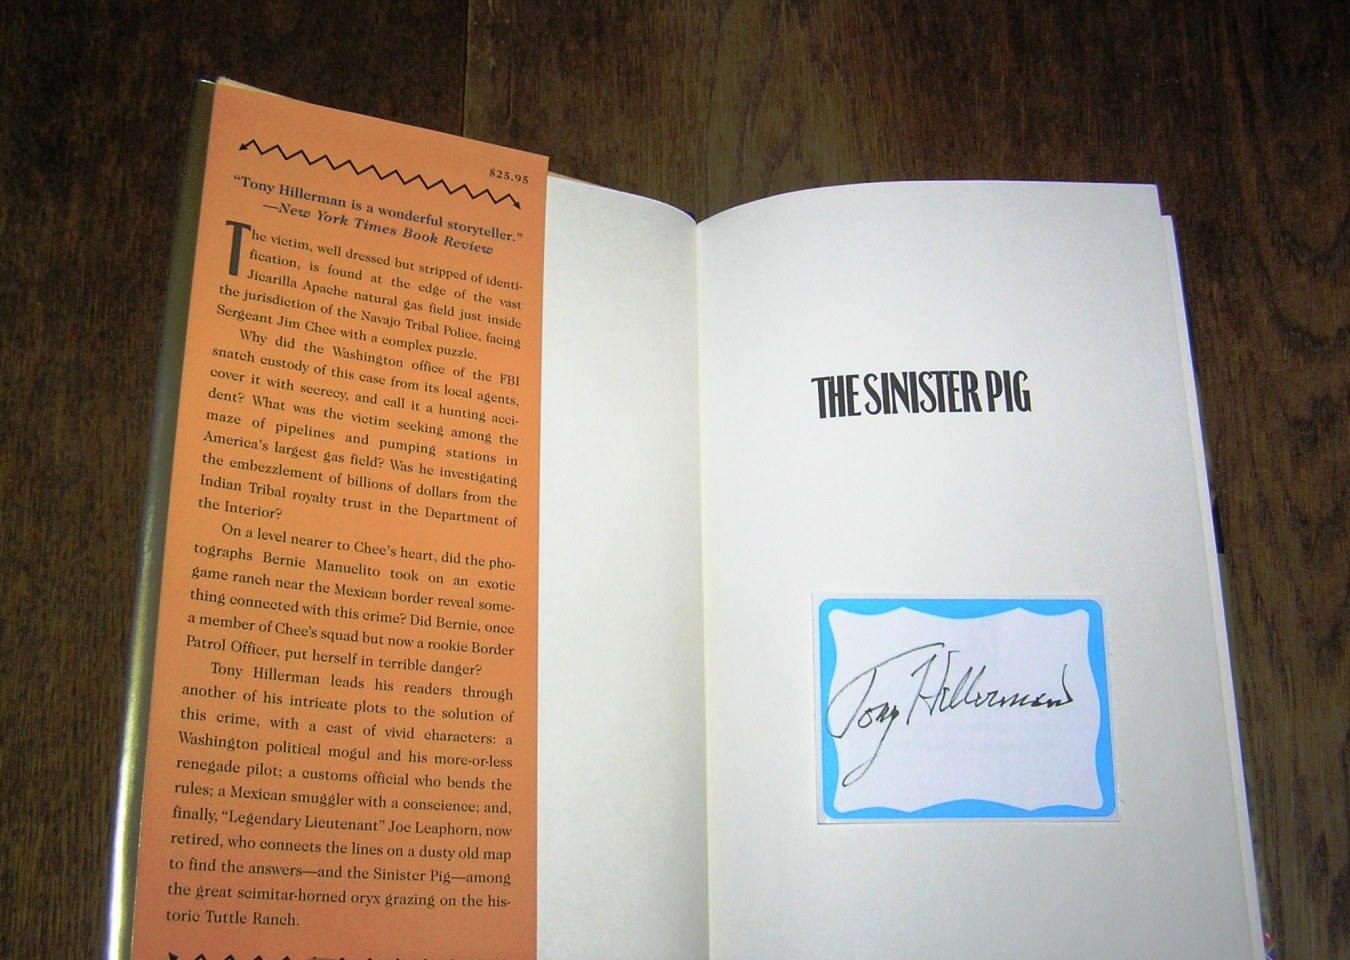 $25.95
“Tony Hillerman is a wonderful storyteller.”
—New York Times Book Review
The victim, well dressed but stripped of identi-
fication, is found at the edge of the vast
Jicarilla Apache natural gas field just inside
the jurisdiction of the Navajo Tribal Police, facing
Sergeant Jim Chee with a complex puzzle.
Why did the Washington office of the FBI
snatch custody of this case from its local agents,
cover it with secrecy, and call it a hunting acci-
dent? What was the victim seeking among the
maze of pipelines and pumping stations in
America’s largest gas field? Was he investigating
the embezzlement of billions of dollars from the
Indian Tribal royalty trust in the Department of
the Interior?
On a level nearer to Chee’s heart, did the pho-
tographs Bernie Manuelito took on an exotic
game ranch near the Mexican border reveal some-
thing connected with this crime? Did Bernie, once
a member of Chee’s squad but now a rookie Border
Patrol Officer, put herself in terrible danger?
Tony Hillerman leads his readers through
another of his intricate plots to the solution of
this crime, with a cast of vivid characters: a
Washington political mogul and his more-or-less
renegade pilot; a customs official who bends the
rules; a Mexican smuggler with a conscience; and,
finally, “Legendary Lieutenant” Joe Leaphorn, now
retired, who connects the lines on a dusty old map
to find the answers—and the Sinister Pig—among
the great scimitar-horned oryx grazing on the his-
toric Tuttle Ranch.
THE SINISTER PIG
Tony Hillerman